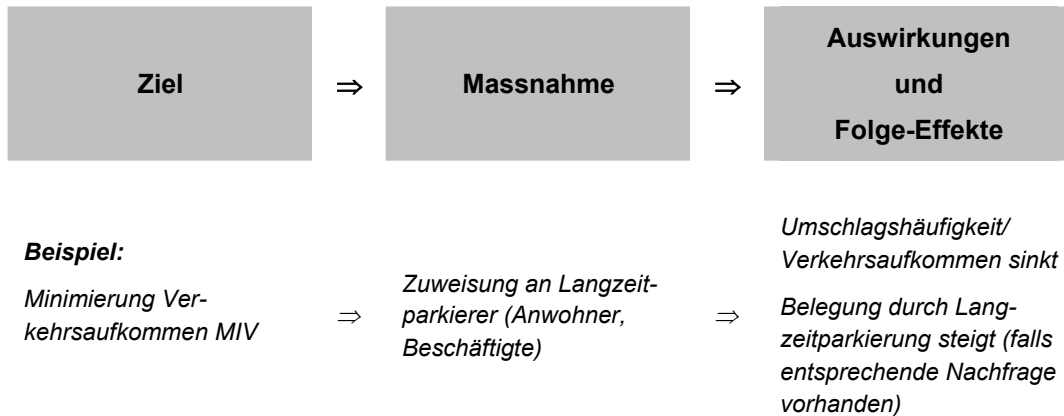 Ziel
⇒
Massnahme
⇒
Auswirkungen
und
Folge-Effekte
Beispiel:
Minimierung Ver-
kehrsaufkommen MIV
⇒
Zuweisung an Langzeit-
parkierer (Anwohner,
Beschäftigte)
⇒
Umschlagshäufigkeit/
Verkehrsaufkommen sinkt
Belegung durch Lang-
zeitparkierung steigt (falls
entsprechende Nachfrage
vorhanden)